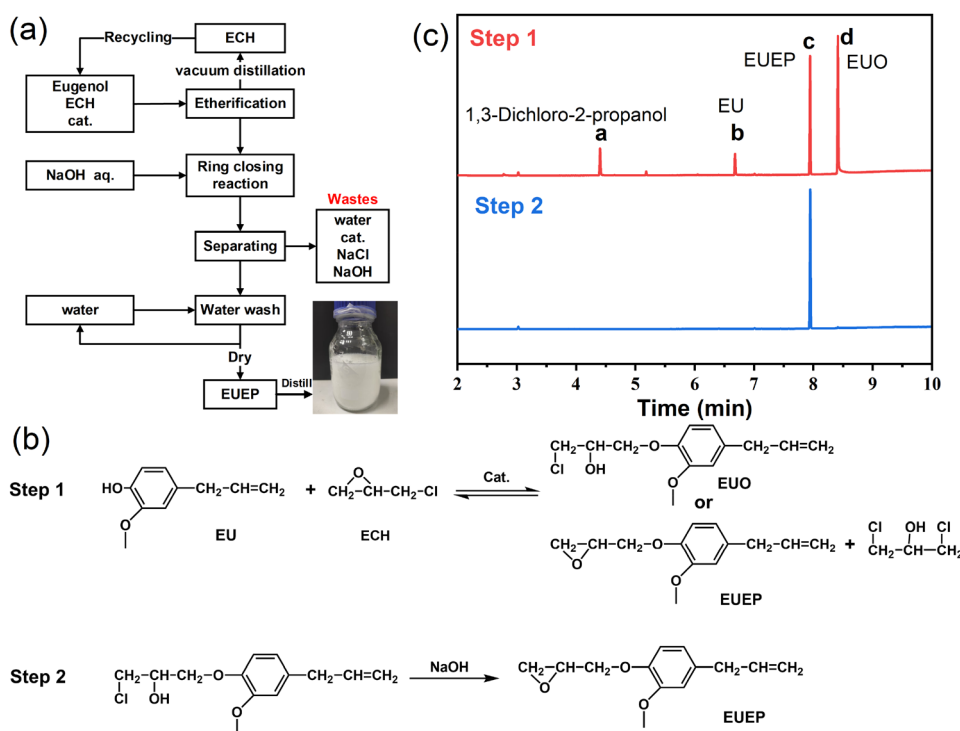 (a)
Recycling
ECH
vacuum distillation
Eugenol
ECH
cat.
Etherification
NaOH aq.
Ring closing
reaction
Wastes
water
cat.
NaCl
NaOH
Separating
water
Water wash
Dry
EUEP
Distill
(c)
Step 1
EUEP
c
d
EUO
1,3-Dichloro-2-propanol
a
EU
b
Step 2
2 3 4 5 6 7 8 9 10
Time (min)
(b)
Step 1
HO
CH₂-CH=CH₂
O
EU
+
O
CH₂-CH-CH₂-Cl
ECH
Cat.
CH₂-CH-CH₂-O
Cl
OH
CH₂-CH=CH₂
O
EUO
or
CH₂-CH-CH₂-O
O
CH₂-CH=CH₂
O
EUEP
+
Cl
OH
Cl
CH₂-CH-CH₂
Step 2
CH₂-CH-CH₂-O
Cl
OH
CH₂-CH=CH₂
O
NaOH
CH₂-CH-CH₂-O
O
CH₂-CH=CH₂
O
EUEP